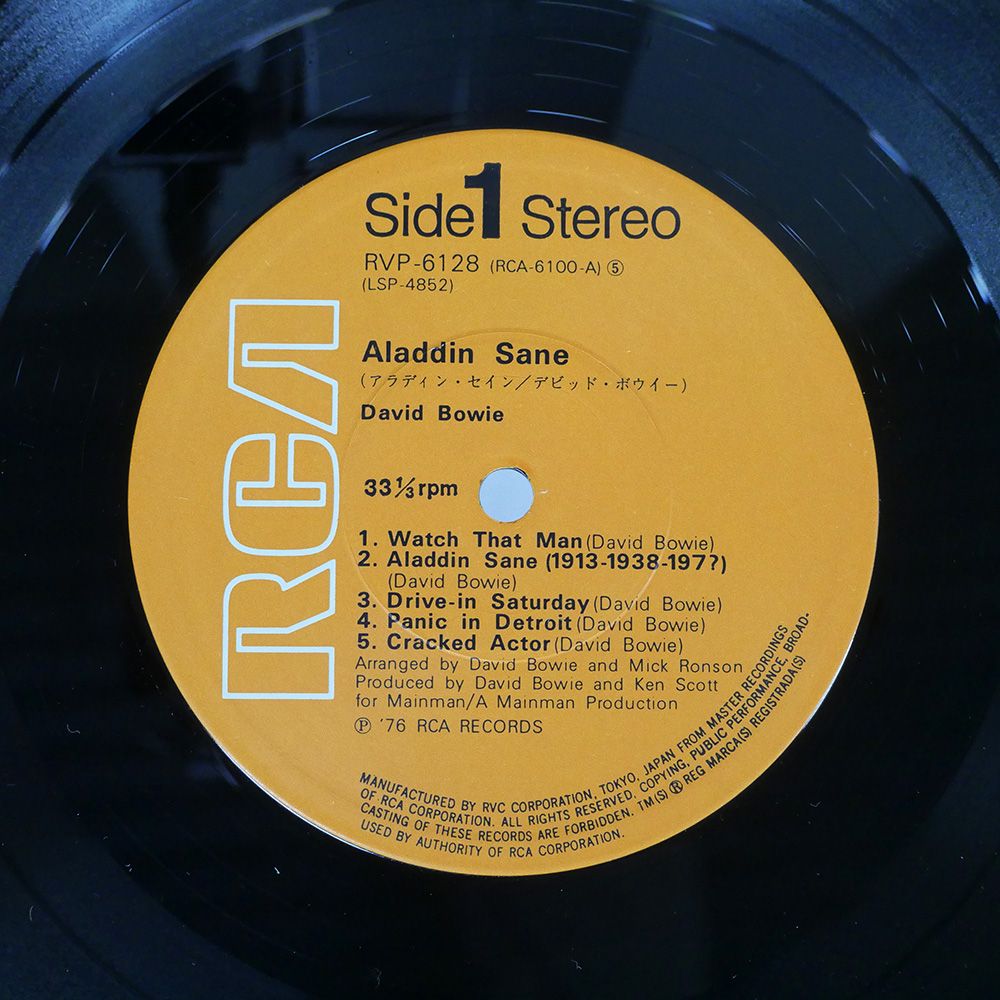 Side 1 Stereo
RVP-6128 (RCA-6100-A) ⑤
(LSP-4852)
RCA
Aladdin Sane
(アラディン・セイン/デビッド・ボウイー)
David Bowie
33 1/3 rpm
1. Watch That Man (David Bowie)
2. Aladdin Sane (1913-1938-197?)
(David Bowie)
3. Drive-in Saturday (David Bowie)
4. Panic in Detroit (David Bowie)
5. Cracked Actor (David Bowie)
Arranged by David Bowie and Mick Ronson
Produced by David Bowie and Ken Scott
for Mainman/A Mainman Production
Ⓟ '76 RCA RECORDS
MANUFACTURED BY RVC CORPORATION, TOKYO, JAPAN FROM MASTER RECORDINGS
OF RCA CORPORATION. ALL RIGHTS RESERVED. COPYING, PUBLIC PERFORMANCE, BROAD-
CASTING OF THESE RECORDS ARE FORBIDDEN. TM(S) ® REG MARCA(S) REGISTRADA(S)
USED BY AUTHORITY OF RCA CORPORATION.